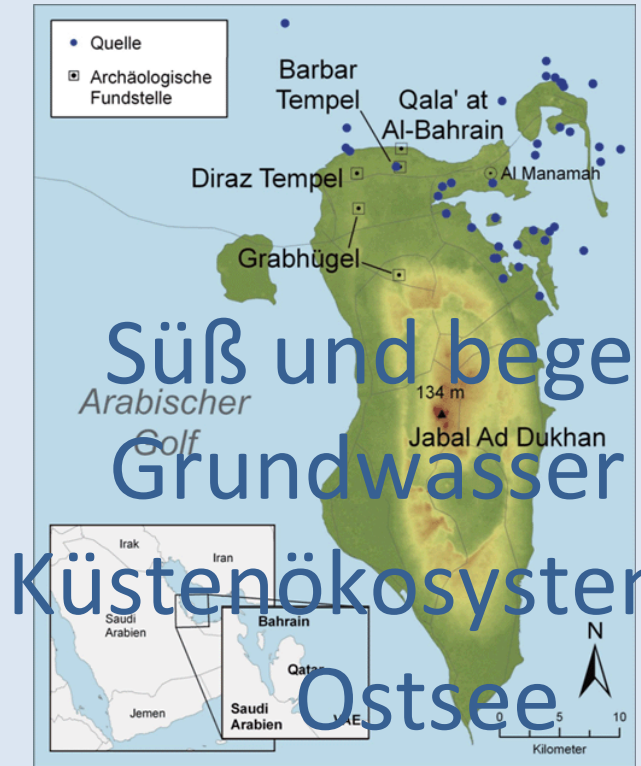 Quelle
Archäologische
Fundstelle
Barbar
Tempel
Qala' at
Al-Bahrain
Diraz Tempel
Al Manamah
Grabhügel
Süß und bege
134 m
Arabischer
Golf
Jabal Ad Dukhan
Grundwasser
Küstenökosyster
Ostsee
Irak
Iran
Saudi
Arabien
Jemen
Bahrain
Qatar
Saudi
Arabien
VAE
N
0 5 10
Kilometer